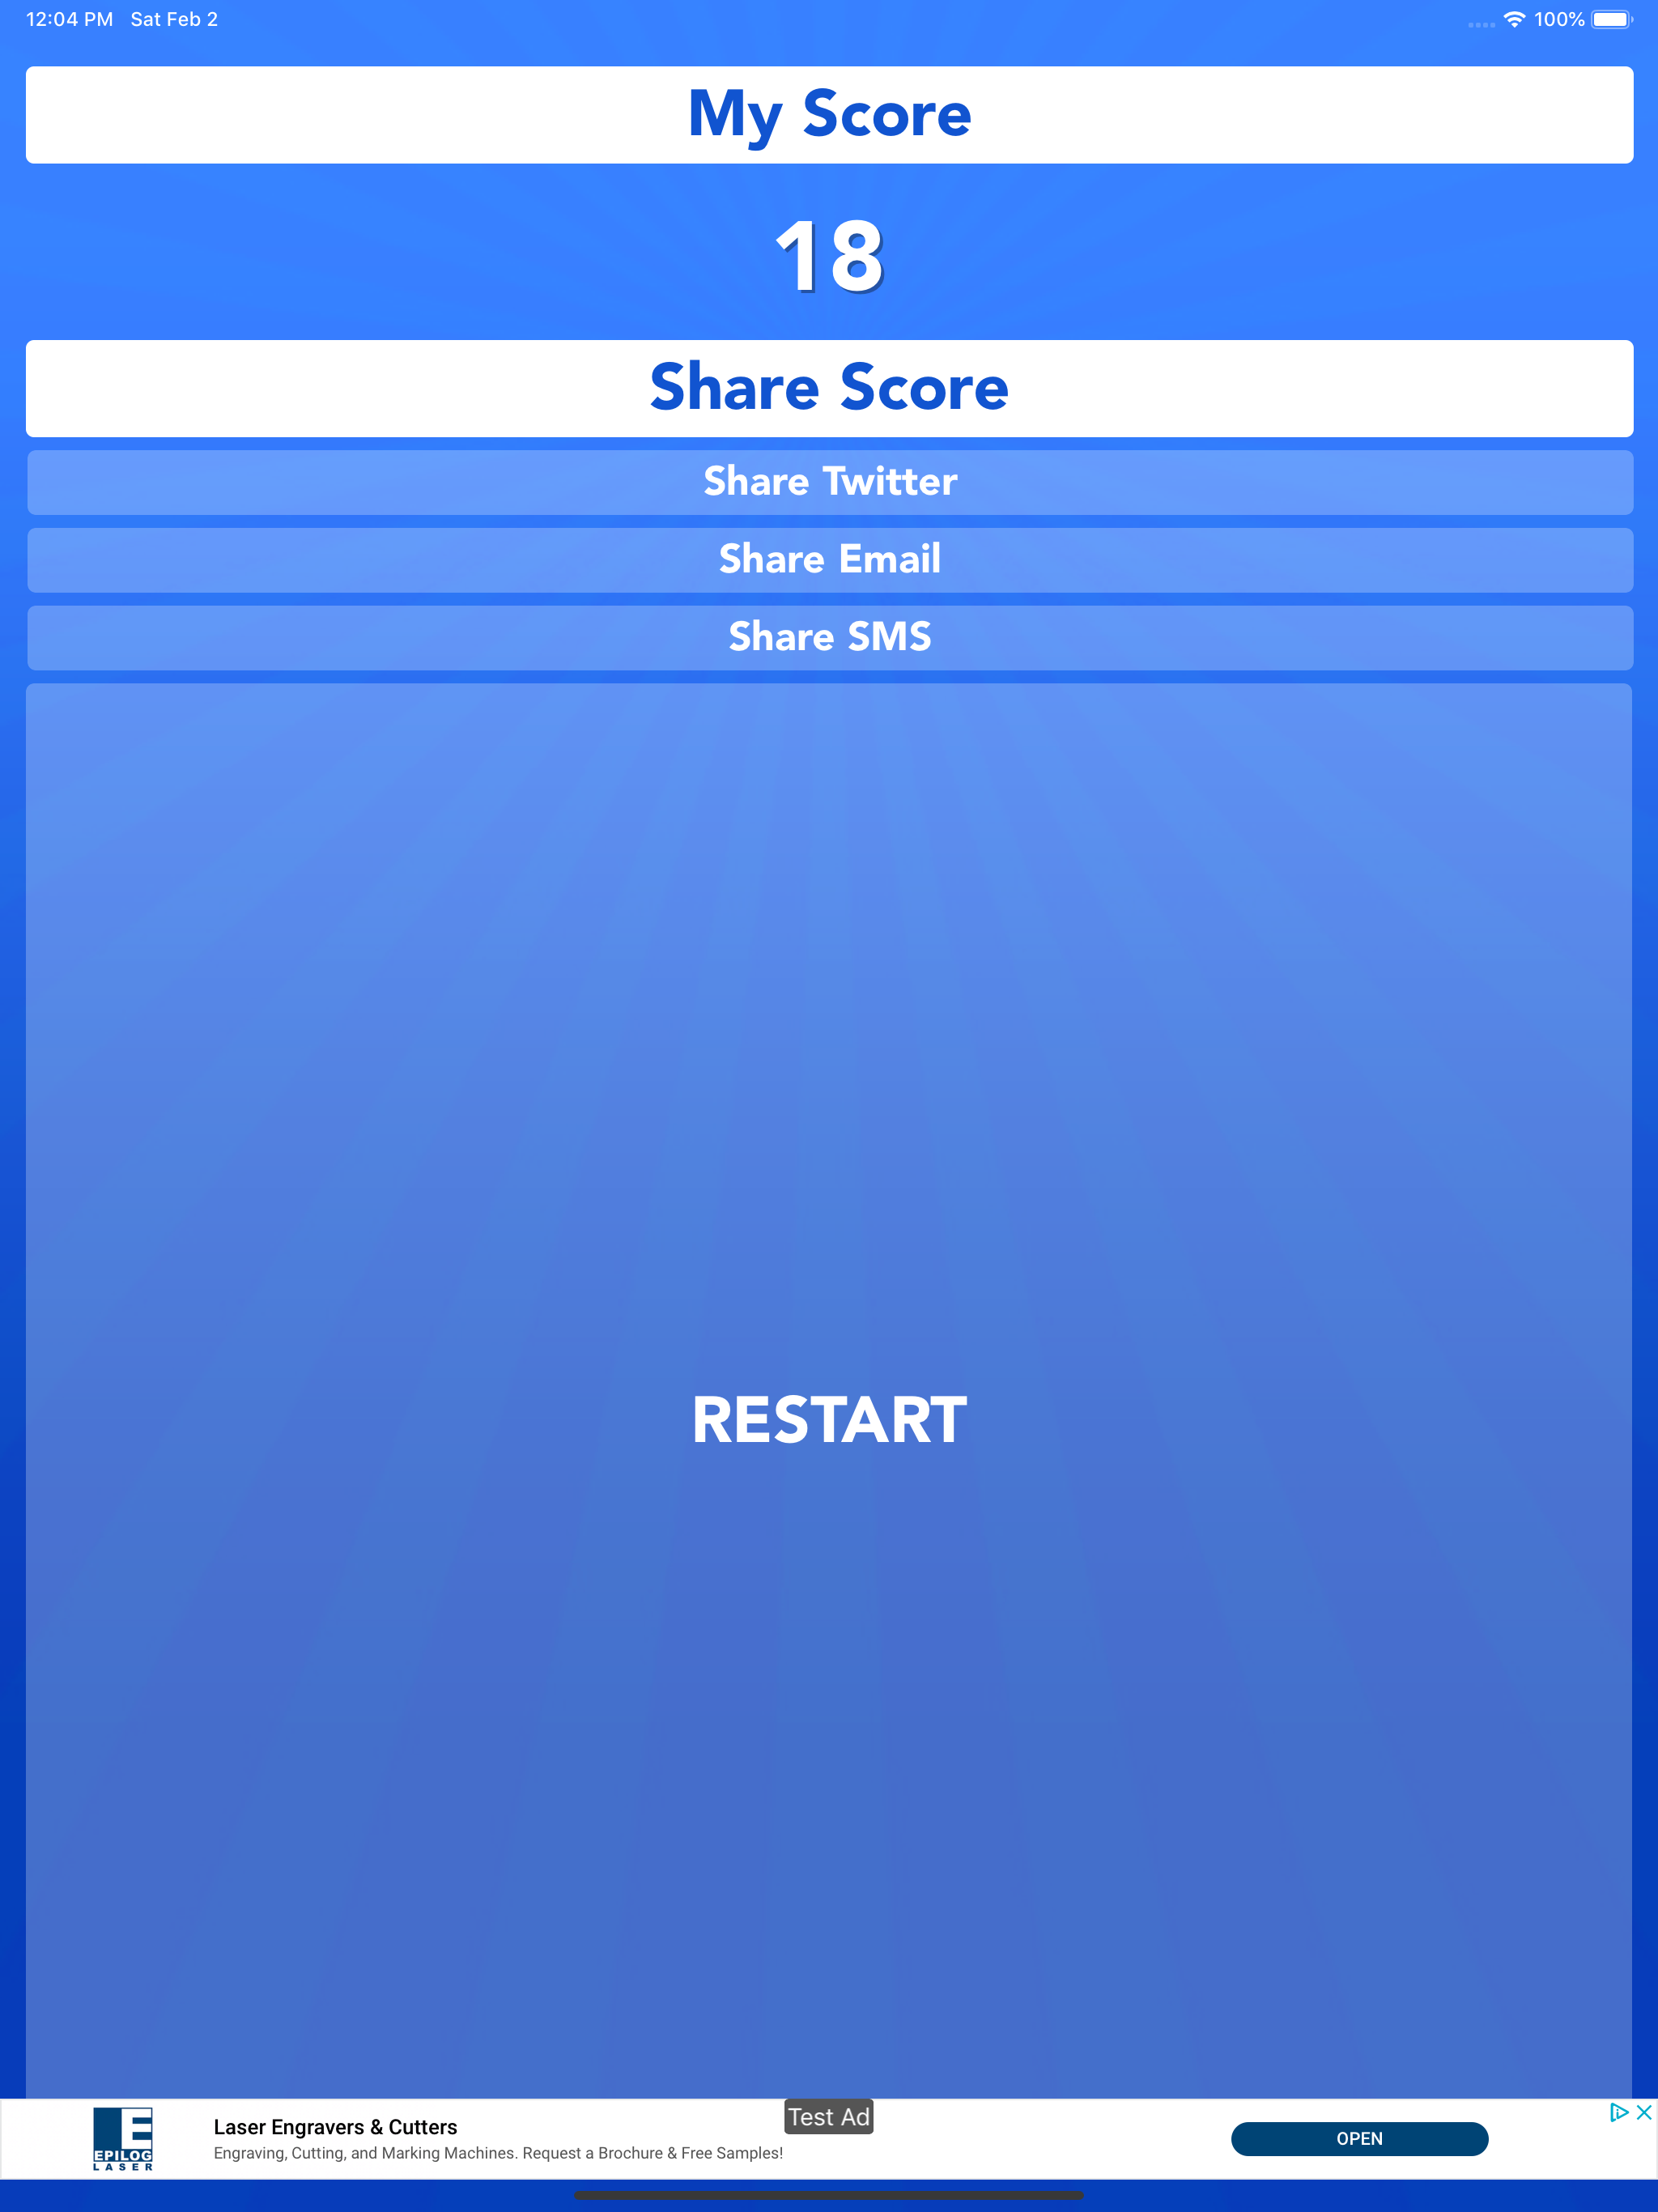 12:04 PM Sat Feb 2
100%
My Score
18
Share Score
Share Twitter
Share Email
Share SMS
RESTART
Test Ad
E
EPILOG
LASER
Laser Engravers & Cutters
Engraving, Cutting, and Marking Machines. Request a Brochure & Free Samples!
OPEN